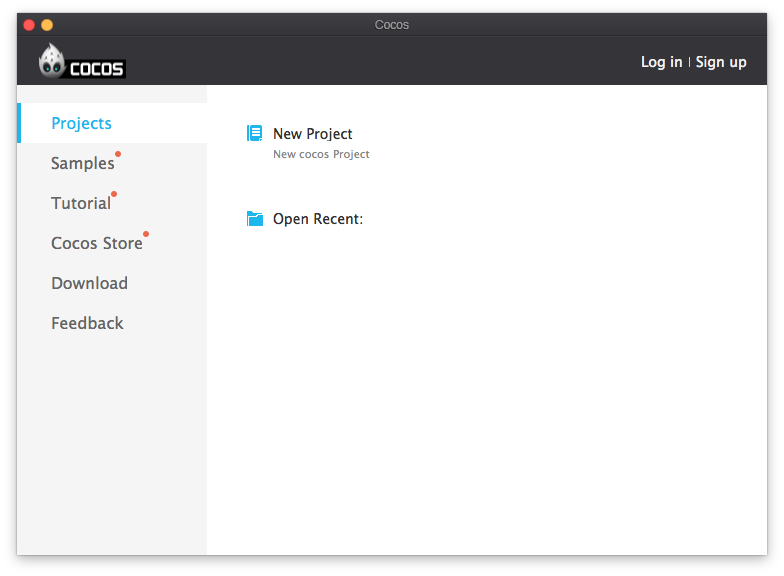 Cocos
COCOS
Log in | Sign up
Projects
Samples
Tutorial
Cocos Store
Download
Feedback
New Project
New cocos Project
Open Recent: